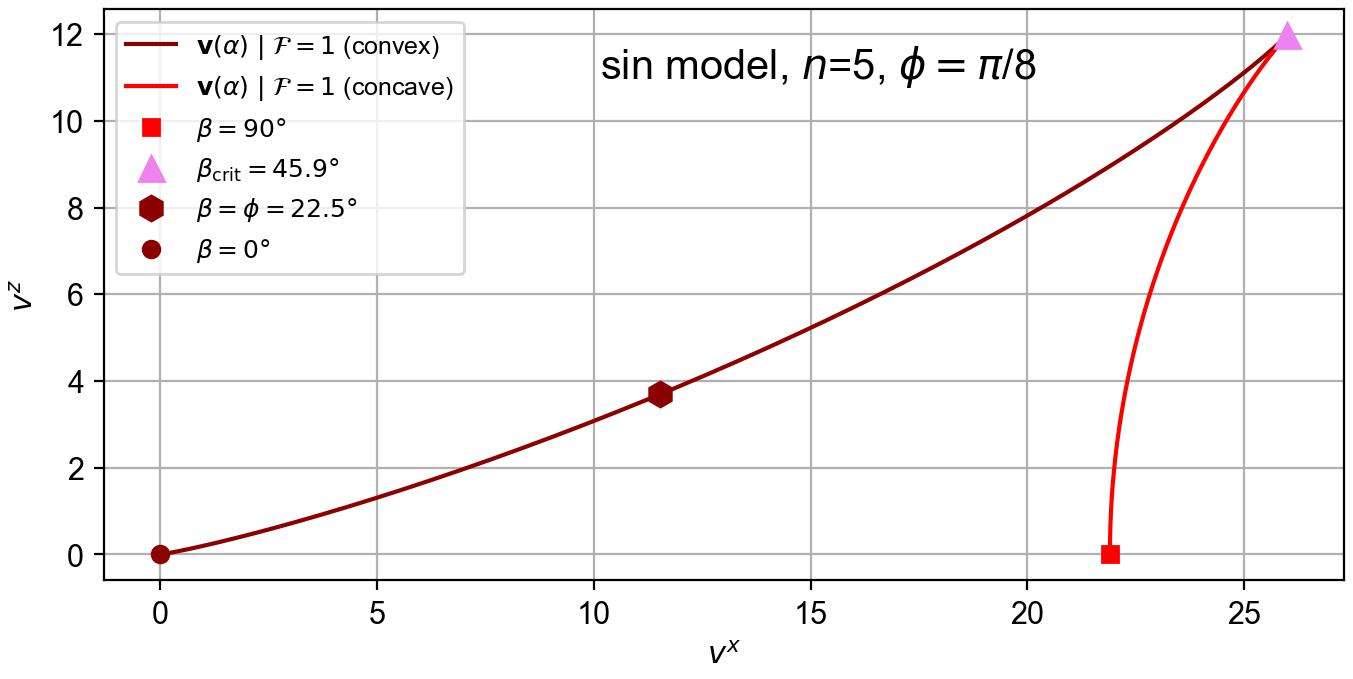 sin model, n=5, ϕ = π/8
v(α) | ℱ = 1 (convex)
v(α) | ℱ = 1 (concave)
β = 90°
β_crit = 45.9°
β = ϕ = 22.5°
β = 0°
12
10
8
6
4
2
0
v^z
0 5 10 15 20 25
v^x